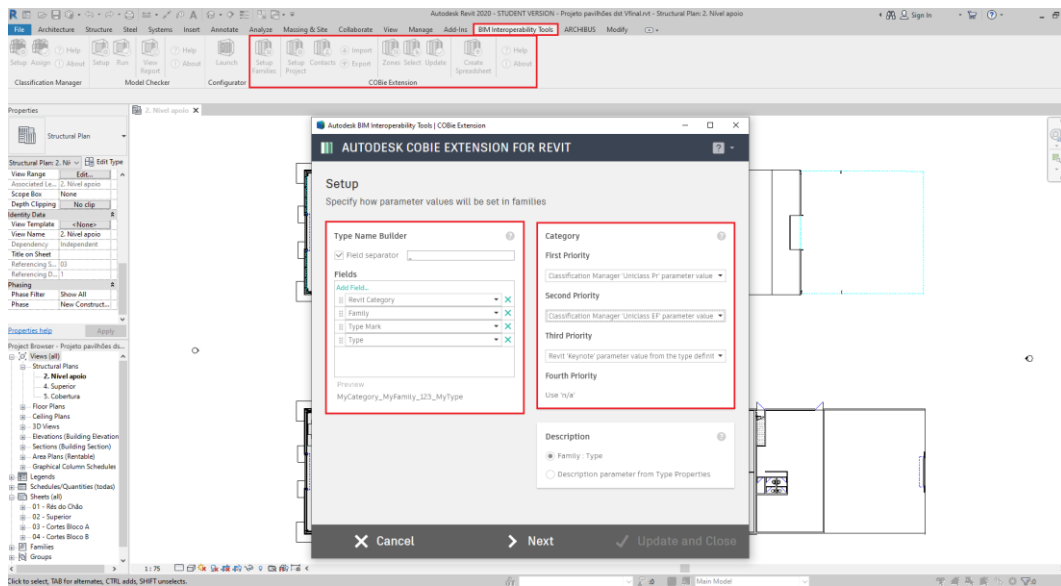 Autodesk Revit 2020 - STUDENT VERSION - Projeto pavilhões dst Vfinal.rvt - Structural Plan: 2. Nível apoio
Sign In
File Architecture Structure Steel Systems Insert Annotate Analyze Massing & Site Collaborate View Manage Add-Ins BIM Interoperability Tools ARCHIBUS Modify
Help Help Import Help
Setup Assign About Setup Run View Report About Launch Setup Families Setup Project Contacts Export Zones Select Update Create Spreadsheet About
Classification Manager Model Checker Configurator COBie Extension
Properties
2. Nível apoio
Structural Plan
Structural Plan: 2. Ní Edit Type
View Range Edit...
Associated Le... 2. Nível apoio
Scope Box None
Depth Clipping No clip
Identity Data
View Template <None>
View Name 2. Nível apoio
Dependency Independent
Title on Sheet
Referencing S... 03
Referencing D... 1
Phasing
Phase Filter Show All
Phase New Construct...
Properties help Apply
Project Browser - Projeto pavilhões ds...
Views (all)
Structural Plans
2. Nível apoio
4. Superior
5. Cobertura
Floor Plans
Ceiling Plans
3D Views
Elevations (Building Elevation
Sections (Building Section)
Area Plans (Rentable)
Graphical Column Schedules
Legends
Schedules/Quantities (todas)
Sheets (all)
01 - Rés do Chão
02 - Superior
03 - Cortes Bloco A
04 - Cortes Bloco B
Families
Groups
Autodesk BIM Interoperability Tools | COBie Extension
AUTODESK COBIE EXTENSION FOR REVIT
Setup
Specify how parameter values will be set in families
Type Name Builder
Field separator _
Fields
Add Field..
Revit Category
Family
Type Mark
Type
Preview
MyCategory_MyFamily_123_MyType
Category
First Priority
Classification Manager 'Uniclass Pr' parameter value
Second Priority
Classification Manager 'Uniclass EF' parameter value
Third Priority
Revit 'Keynote' parameter value from the type definit
Fourth Priority
Use 'n/a'
Description
Family : Type
Description parameter from Type Properties
Cancel Next Update and Close
1 : 75
Click to select, TAB for alternates, CTRL adds, SHIFT unselects.
Main Model